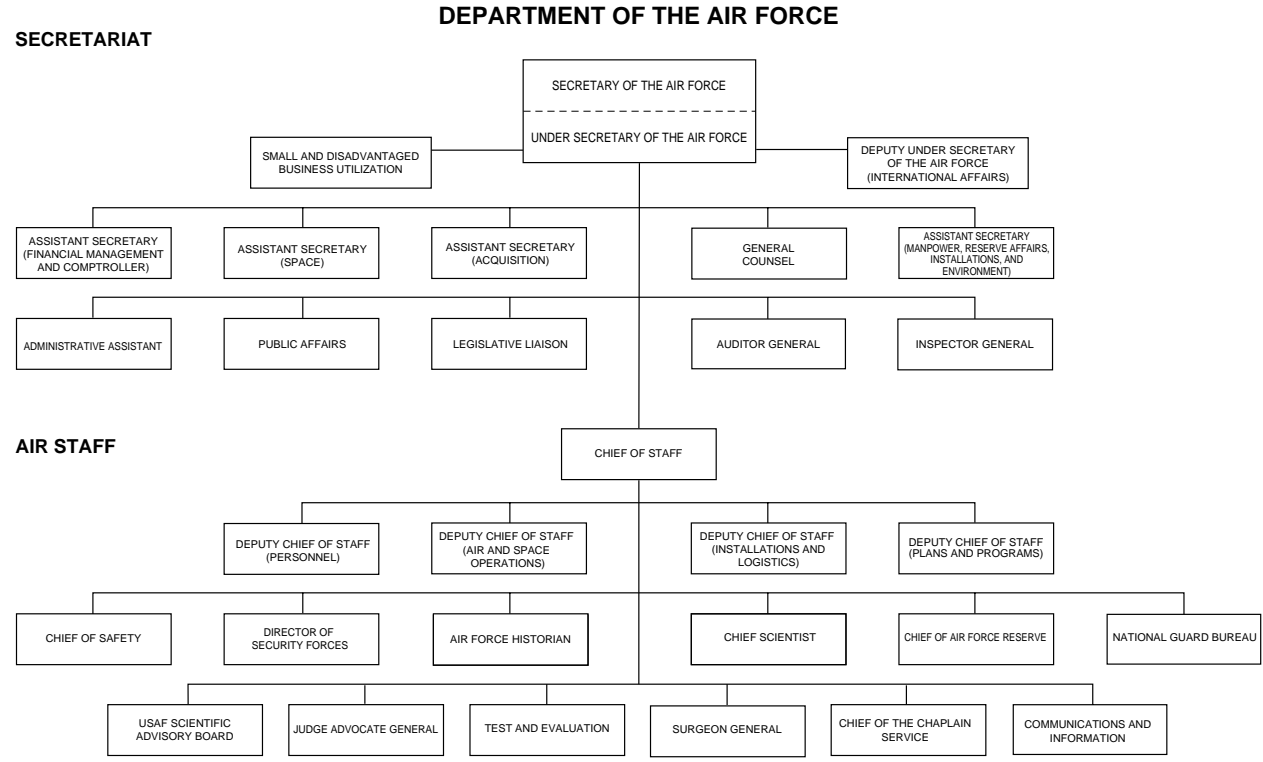 DEPARTMENT OF THE AIR FORCE
SECRETARIAT
SECRETARY OF THE AIR FORCE
UNDER SECRETARY OF THE AIR FORCE
SMALL AND DISADVANTAGED
BUSINESS UTILIZATION
DEPUTY UNDER SECRETARY
OF THE AIR FORCE
(INTERNATIONAL AFFAIRS)
ASSISTANT SECRETARY
(FINANCIAL MANAGEMENT
AND COMPTROLLER)
ASSISTANT SECRETARY
(SPACE)
ASSISTANT SECRETARY
(ACQUISITION)
GENERAL
COUNSEL
ASSISTANT SECRETARY
(MANPOWER, RESERVE AFFAIRS,
INSTALLATIONS, AND
ENVIRONMENT)
ADMINISTRATIVE ASSISTANT
PUBLIC AFFAIRS
LEGISLATIVE LIAISON
AUDITOR GENERAL
INSPECTOR GENERAL
AIR STAFF
CHIEF OF STAFF
DEPUTY CHIEF OF STAFF
(PERSONNEL)
DEPUTY CHIEF OF STAFF
(AIR AND SPACE
OPERATIONS)
DEPUTY CHIEF OF STAFF
(INSTALLATIONS AND
LOGISTICS)
DEPUTY CHIEF OF STAFF
(PLANS AND PROGRAMS)
CHIEF OF SAFETY
DIRECTOR OF
SECURITY FORCES
AIR FORCE HISTORIAN
CHIEF SCIENTIST
CHIEF OF AIR FORCE RESERVE
NATIONAL GUARD BUREAU
USAF SCIENTIFIC
ADVISORY BOARD
JUDGE ADVOCATE GENERAL
TEST AND EVALUATION
SURGEON GENERAL
CHIEF OF THE CHAPLAIN
SERVICE
COMMUNICATIONS AND
INFORMATION